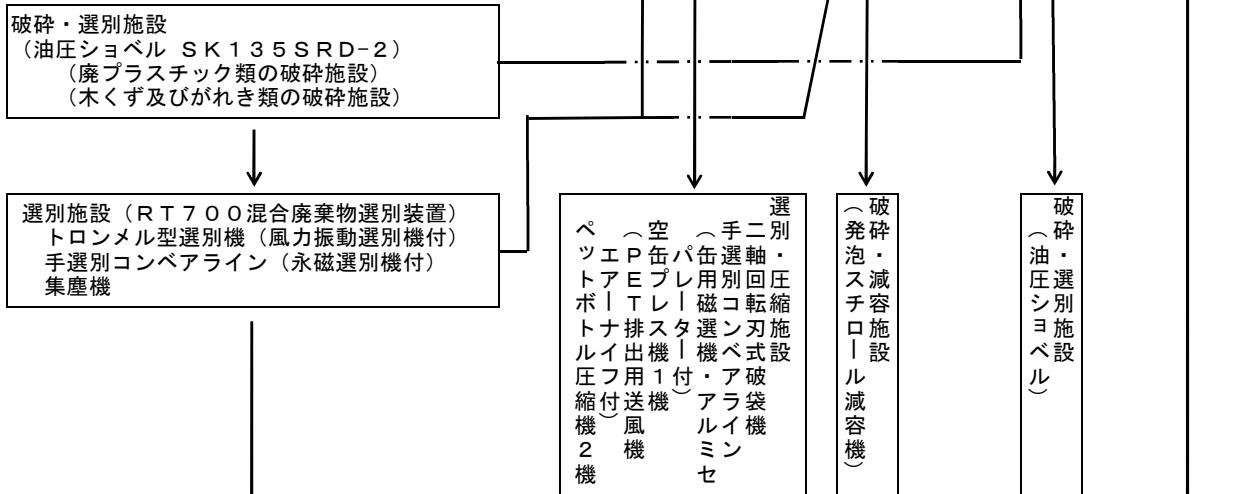 破砕・選別施設
（油圧ショベル ＳＫ１３５ＳＲＤ-２）
（廃プラスチック類の破砕施設）
（木くず及びがれき類の破砕施設）
選別施設（ＲＴ７００混合廃棄物選別装置）
トロンメル型選別機（風力振動選別機付）
手選別コンベアライン（永磁選別機付）
集塵機
選別・圧縮施設
二軸回転刃式破袋機
手選別コンベアライン
（缶用磁選機・アルミセ
パレーター付）
空缶プレス機１機
（ＰＥＴ排出用送風機
エアーナイフ付）
ペットボトル圧縮機２機
破砕・減容施設
（発泡スチロール減容機）
破砕・選別施設
（油圧ショベル）